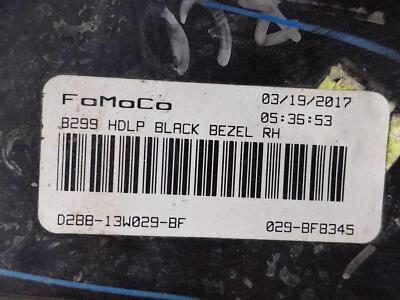 FoMoCo 03/19/2017
05:36:53
B299 HDLP BLACK BEZEL RH
D2BB-13W029-BF 029-BF8345